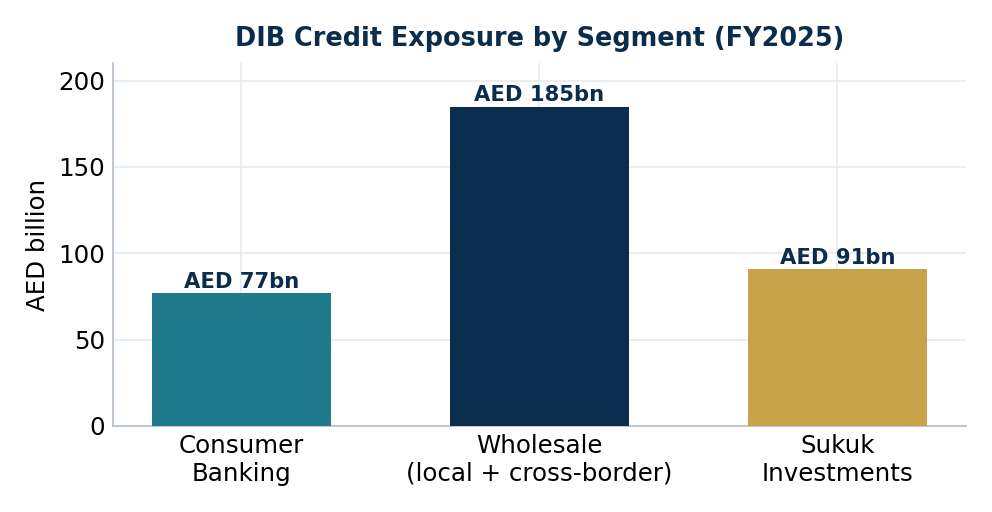 DIB Credit Exposure by Segment (FY2025)
AED billion
200
150
100
50
0
AED 77bn
AED 185bn
AED 91bn
Consumer
Banking
Wholesale
(local + cross-border)
Sukuk
Investments